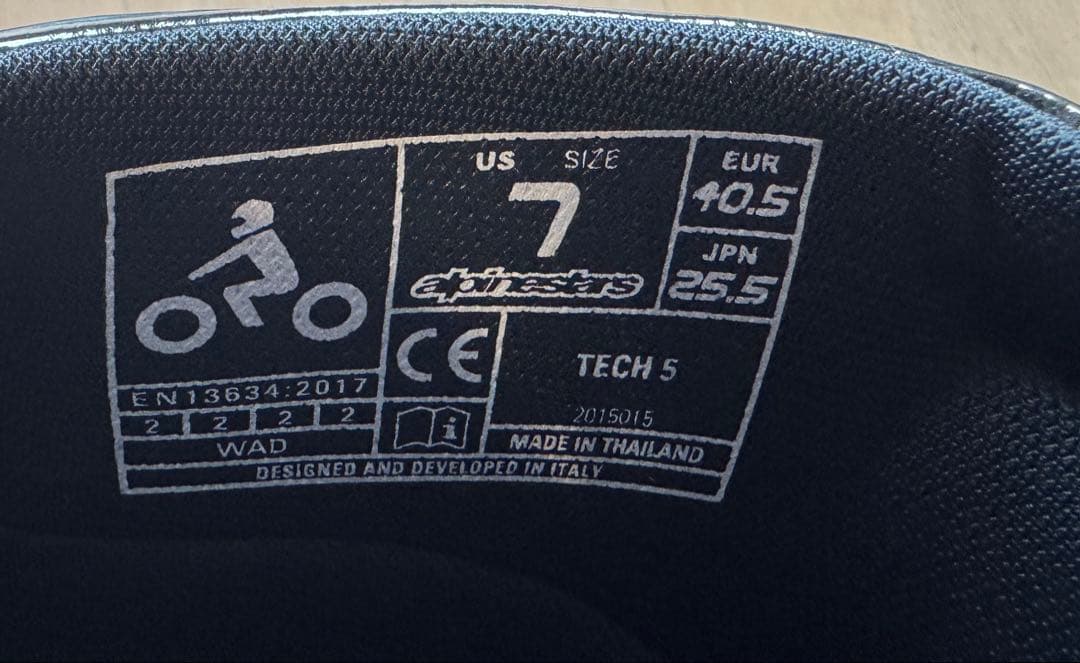 US SIZE
7
alpinestars
EUR
40.5
JPN
25.5
EN13634:2017
2 2 2 2
WAD
CE
i
TECH 5
2015015
MADE IN THAILAND
DESIGNED AND DEVELOPED IN ITALY